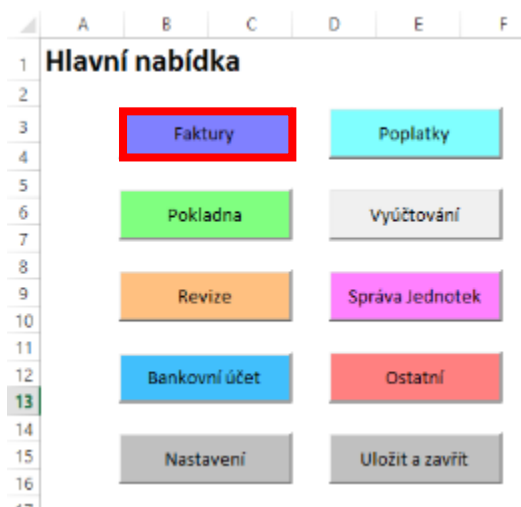 A B C D E F
1 Hlavní nabídka
2
3 Faktury Poplatky
4
5
6 Pokladna Vyúčtování
7
8
9 Revize Správa Jednotek
10
11
12 Bankovní účet Ostatní
13
14
15 Nastavení Uložit a zavřít
16